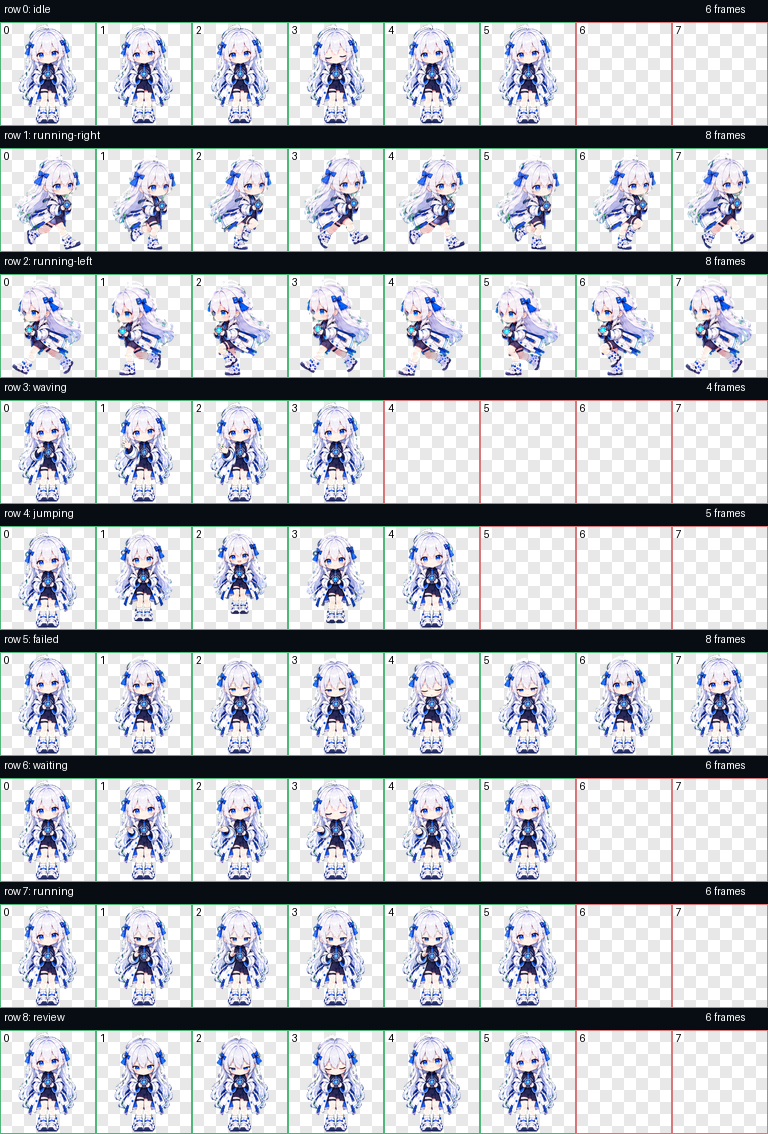 row 0: idle 6 frames
0 1 2 3 4 5 6 7
row 1: running-right 8 frames
0 1 2 3 4 5 6 7
row 2: running-left 8 frames
0 1 2 3 4 5 6 7
row 3: waving 4 frames
0 1 2 3 4 5 6 7
row 4: jumping 5 frames
0 1 2 3 4 5 6 7
row 5: failed 8 frames
0 1 2 3 4 5 6 7
row 6: waiting 6 frames
0 1 2 3 4 5 6 7
row 7: running 6 frames
0 1 2 3 4 5 6 7
row 8: review 6 frames
0 1 2 3 4 5 6 7